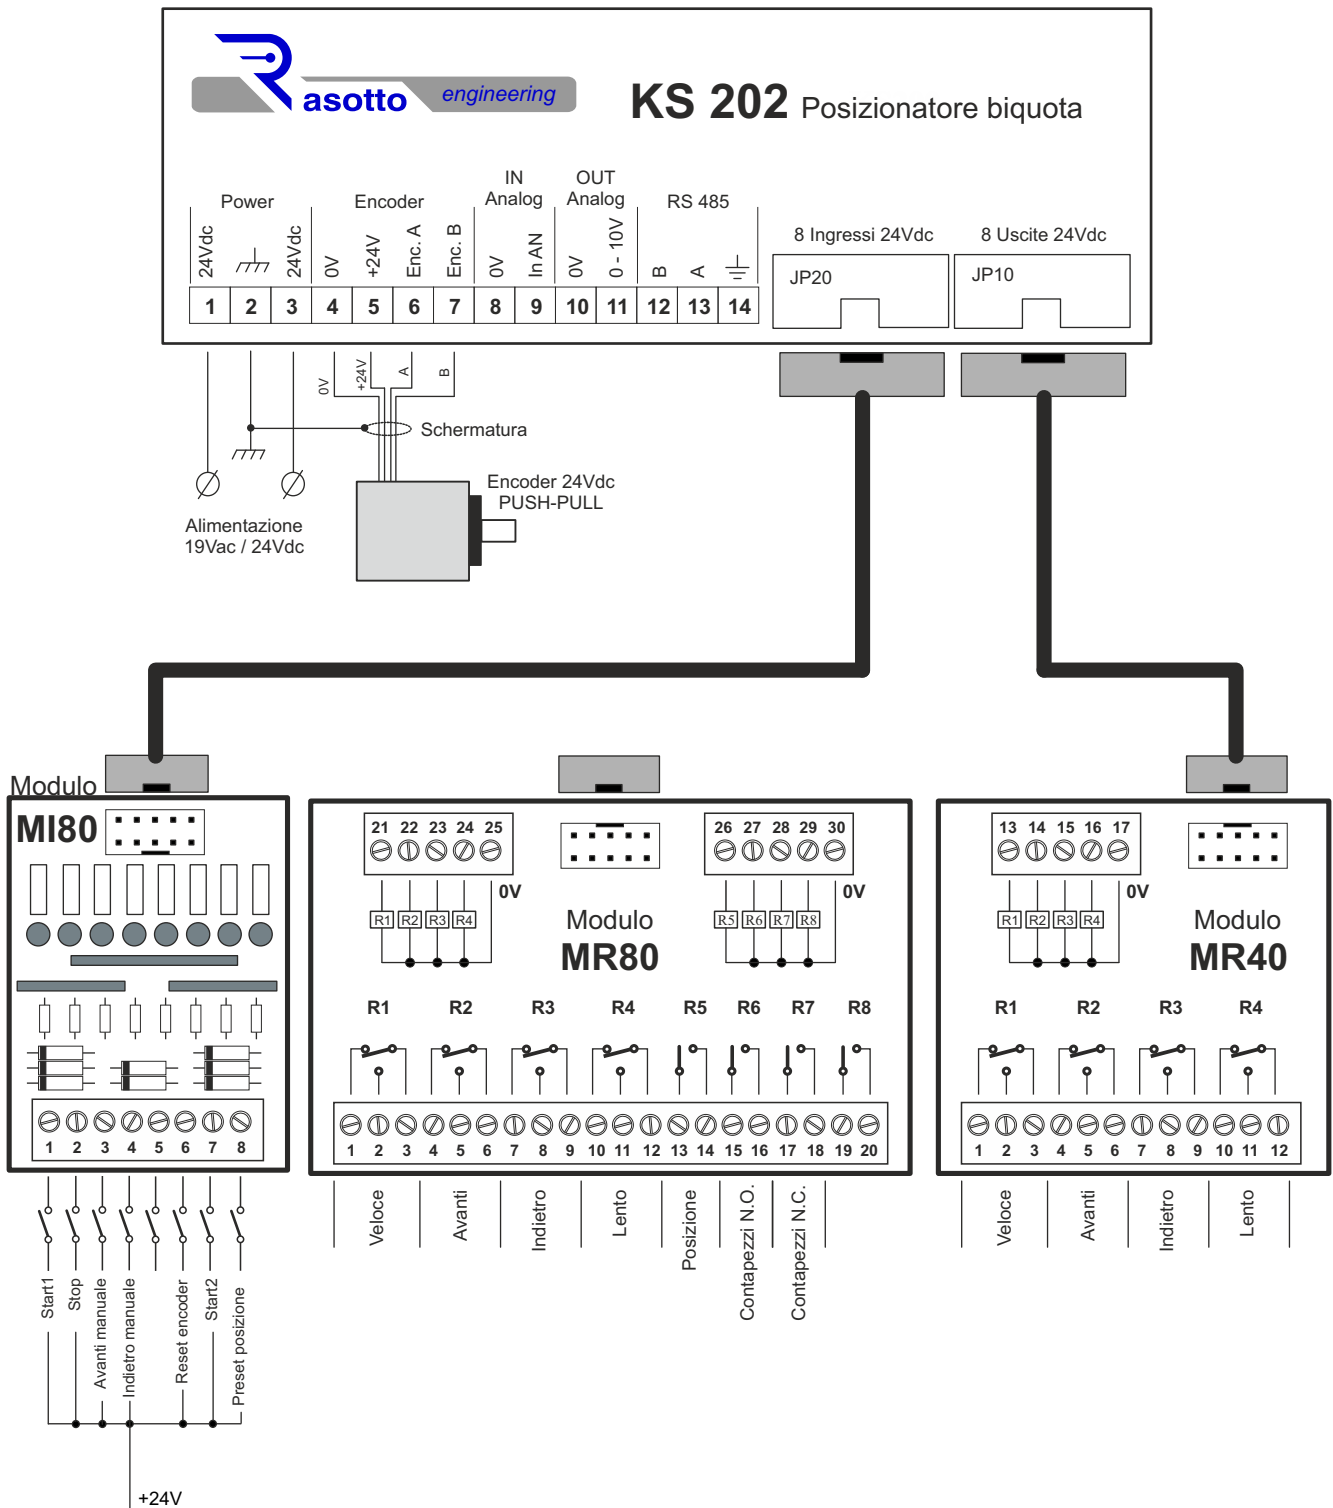 asotto engineering
KS 202 Posizionatore biquota
IN OUT
Power Encoder Analog Analog RS 485
8 Ingressi 24Vdc 8 Uscite 24Vdc
24Vdc 24Vdc 0V +24V Enc. A Enc. B 0V In AN 0V 0 - 10V B A
JP20 JP10
1 2 3 4 5 6 7 8 9 10 11 12 13 14
0V +24V A B
Schermatura
Encoder 24Vdc
PUSH-PULL
Alimentazione
19Vac / 24Vdc
Modulo
MI80
1 2 3 4 5 6 7 8
Start1
Stop
Avanti manuale
Indietro manuale
Reset encoder
Start2
Preset posizione
+24V
21 22 23 24 25
0V
R1 R2 R3 R4
26 27 28 29 30
0V
R5 R6 R7 R8
Modulo
MR80
R1 R2 R3 R4 R5 R6 R7 R8
1 2 3 4 5 6 7 8 9 10 11 12 13 14 15 16 17 18 19 20
Veloce
Avanti
Indietro
Lento
Posizione
Contapezzi N.O.
Contapezzi N.C.
13 14 15 16 17
0V
R1 R2 R3 R4
Modulo
MR40
R1 R2 R3 R4
1 2 3 4 5 6 7 8 9 10 11 12
Veloce
Avanti
Indietro
Lento